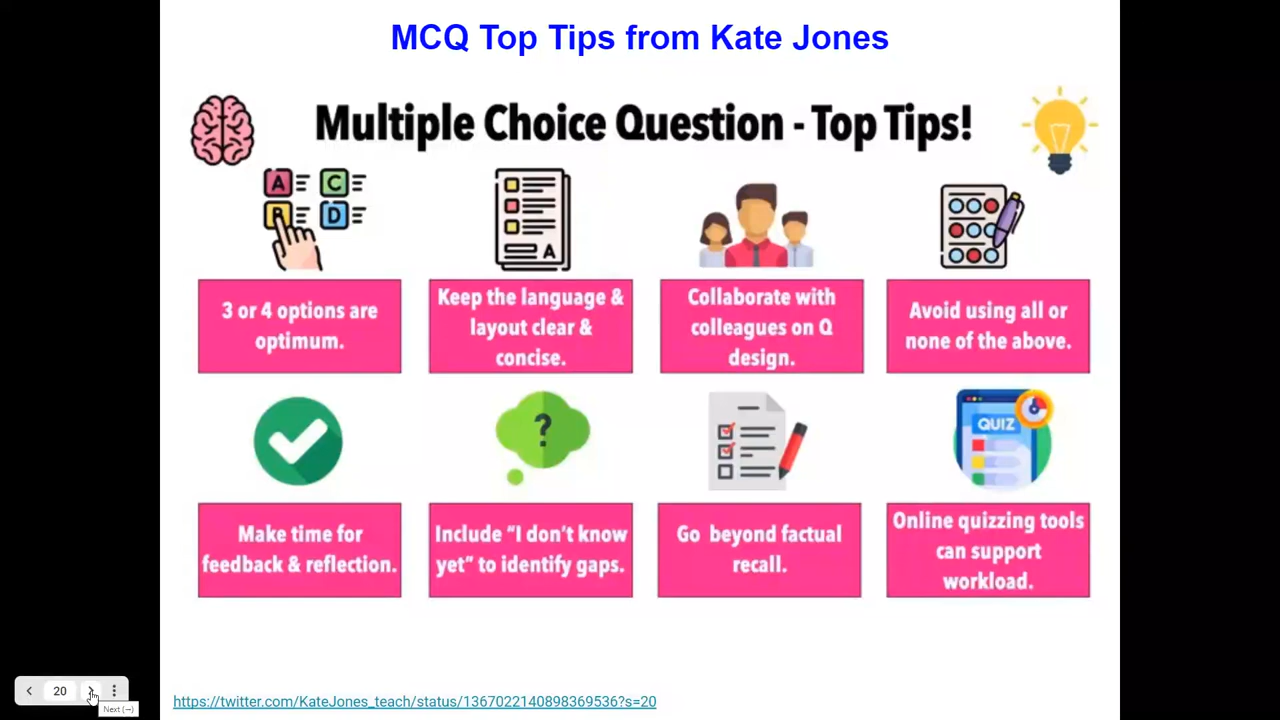 MCQ Top Tips from Kate Jones
Multiple Choice Question - Top Tips!
A
C
B
D
A
3 or 4 options are
optimum.
Keep the language &
layout clear &
concise.
Collaborate with
colleagues on Q
design.
Avoid using all or
none of the above.
?
QUIZ
Make time for
feedback & reflection.
Include “I don’t know
yet” to identify gaps.
Go beyond factual
recall.
Online quizzing tools
can support
workload.
20
Next (→)
https://twitter.com/KateJones_teach/status/1367022140898369536?s=20